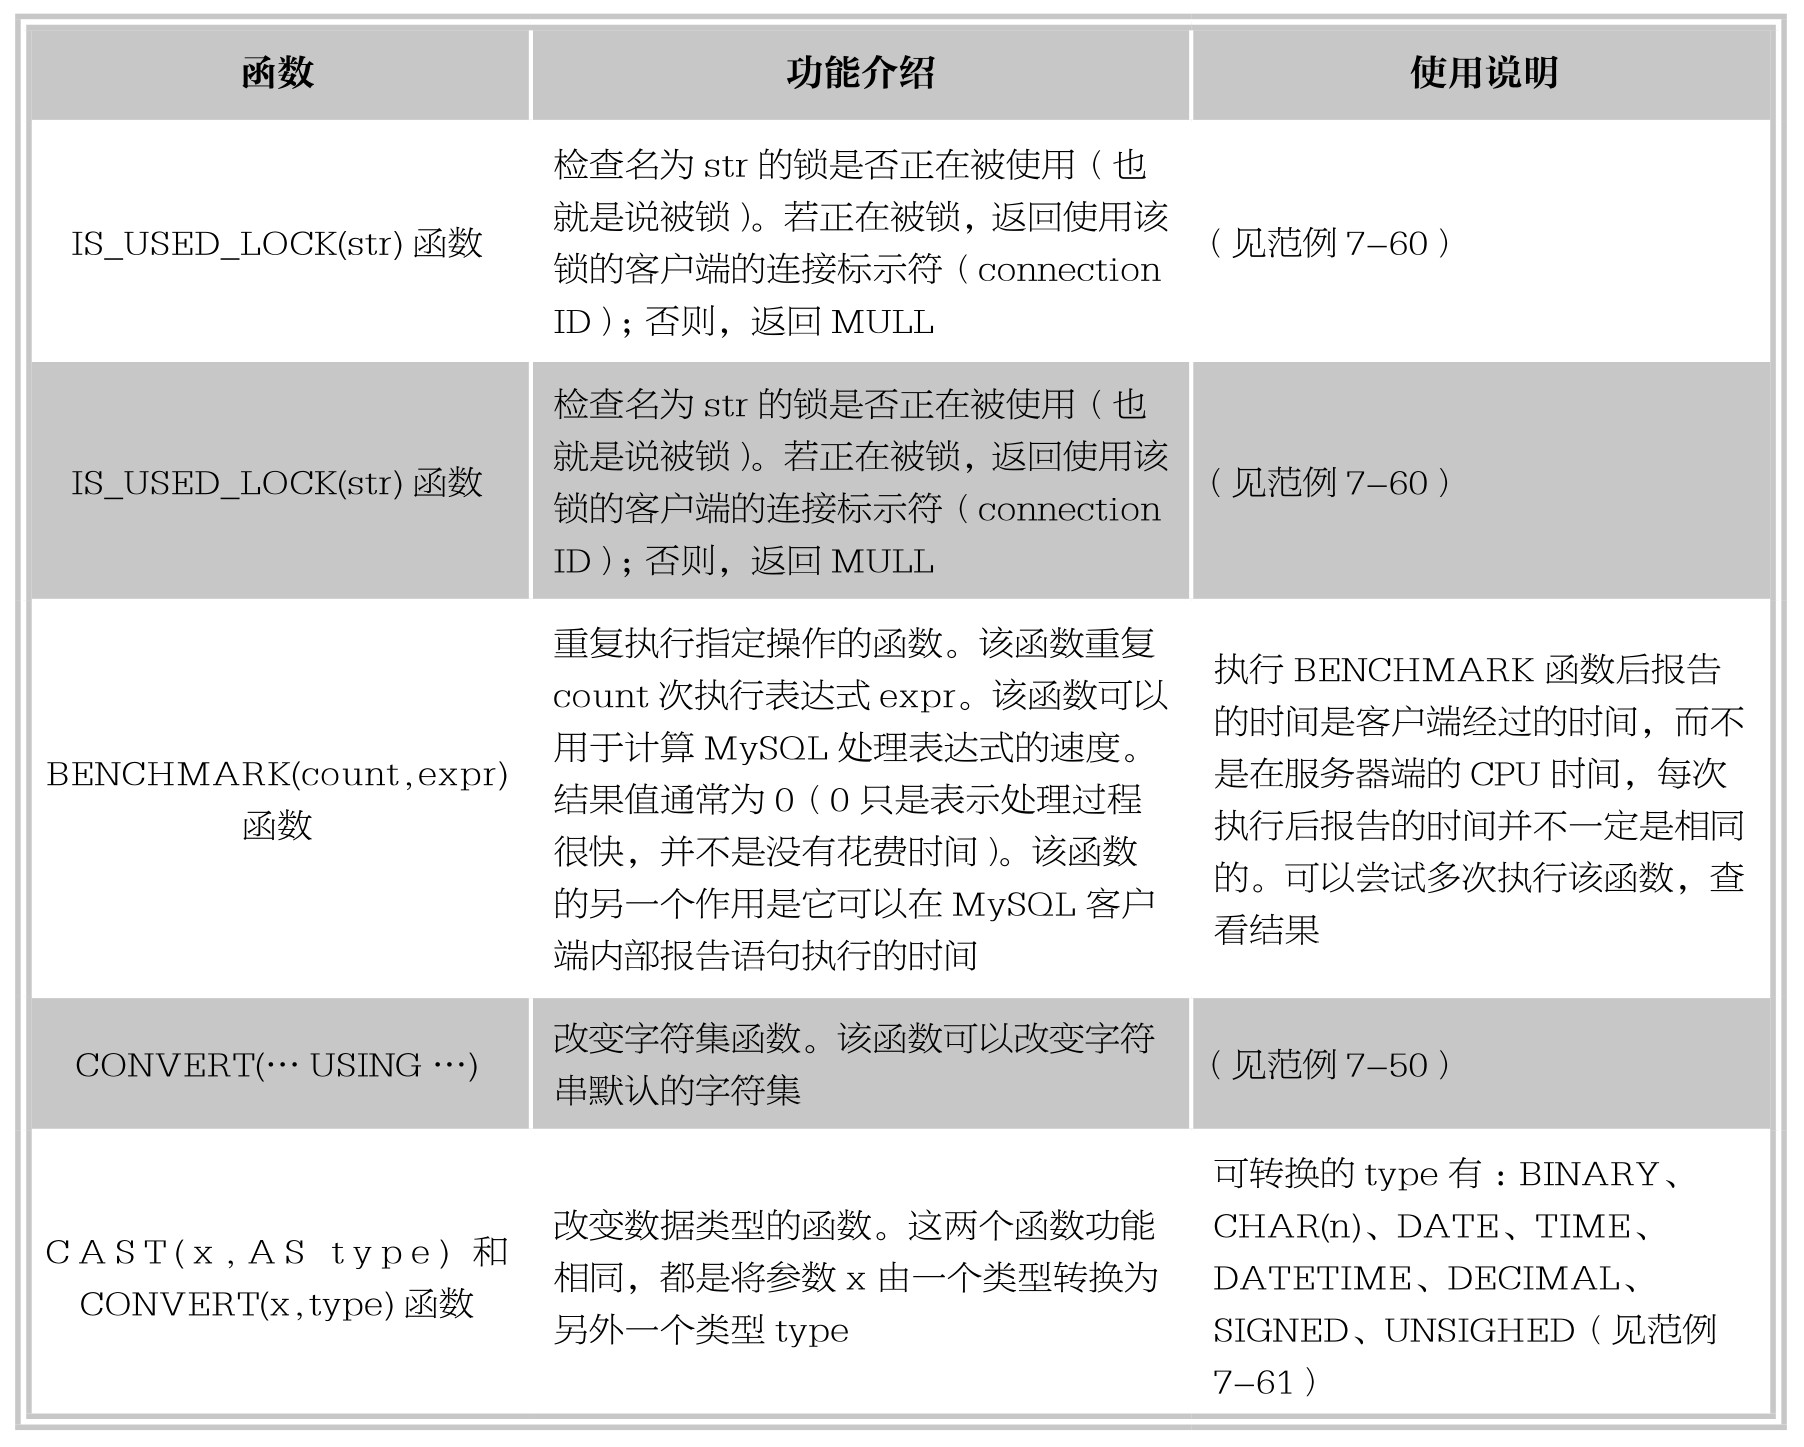 函数 功能介绍 使用说明
IS_USED_LOCK(str) 函数
检查名为 str 的锁是否正在被使用（也
就是说被锁）。若正在被锁，返回使用该
锁的客户端的连接标示符（connection
ID）；否则，返回 MULL
（见范例 7–60）
IS_USED_LOCK(str) 函数
检查名为 str 的锁是否正在被使用（也
就是说被锁）。若正在被锁，返回使用该
锁的客户端的连接标示符（connection
ID）；否则，返回 MULL
（见范例 7–60）
BENCHMARK(count,expr)
函数
重复执行指定操作的函数。该函数重复
count 次执行表达式 expr。该函数可以
用于计算 MySQL 处理表达式的速度。
结果值通常为 0（0 只是表示处理过程
很快，并不是没有花费时间）。该函数
的另一个作用是它可以在 MySQL 客户
端内部报告语句执行的时间
执行 BENCHMARK 函数后报告
的时间是客户端经过的时间，而不
是在服务器端的 CPU 时间，每次
执行后报告的时间并不一定是相同
的。可以尝试多次执行该函数，查
看结果
CONVERT(… USING …)
改变字符集函数。该函数可以改变字符
串默认的字符集
（见范例 7–50）
CAST(x,AS type) 和
CONVERT(x,type) 函数
改变数据类型的函数。这两个函数功能
相同，都是将参数 x 由一个类型转换为
另外一个类型 type
可转换的 type 有：BINARY、
CHAR(n)、DATE、TIME、
DATETIME、DECIMAL、
SIGNED、UNSIGHED（见范例
7–61）